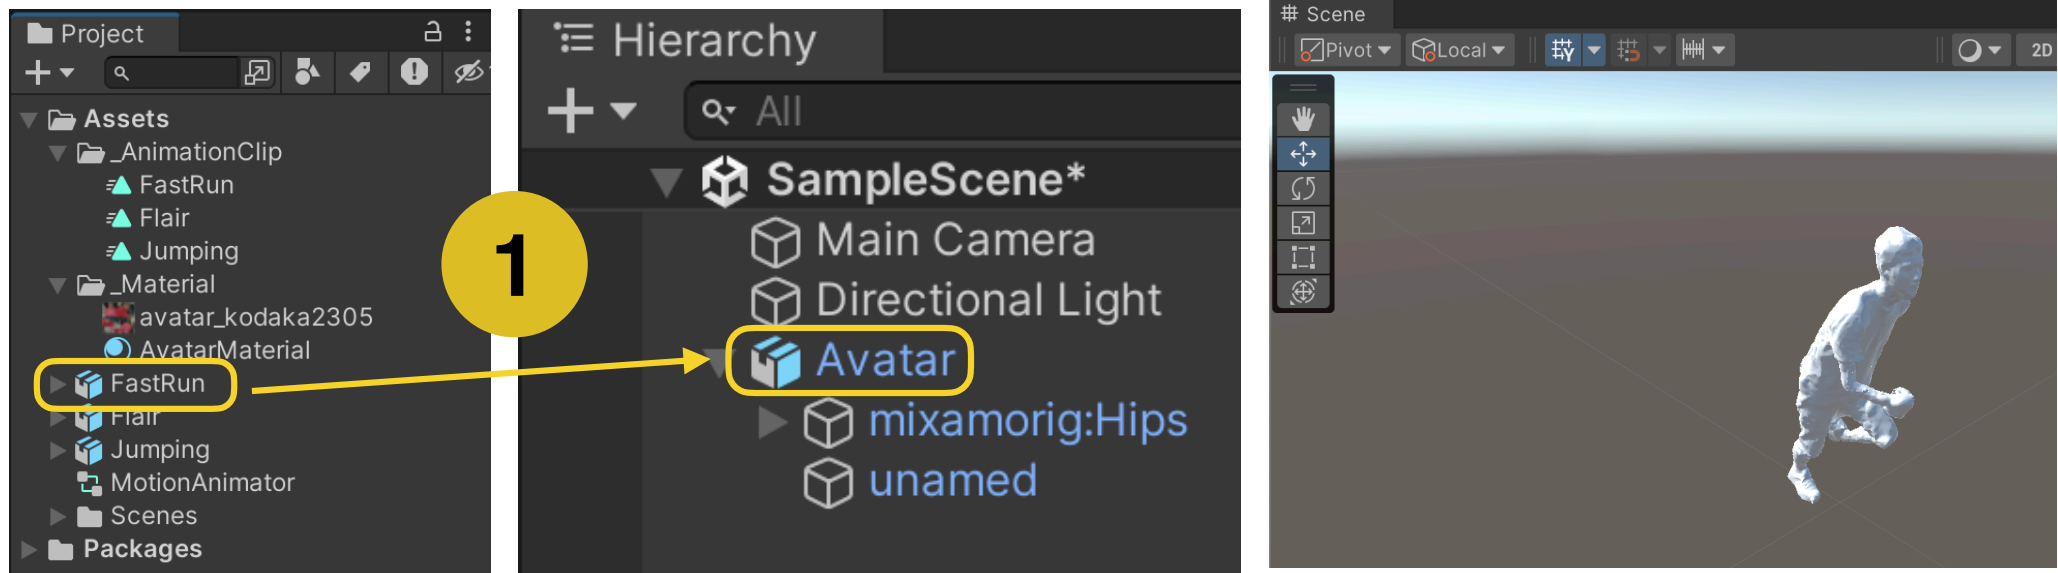 Project
Assets
_AnimationClip
FastRun
Flair
Jumping
_Material
avatar_kodaka2305
AvatarMaterial
FastRun
Flair
Jumping
MotionAnimator
Scenes
Packages
1
Hierarchy
All
SampleScene*
Main Camera
Directional Light
Avatar
mixamorig:Hips
unamed
Scene
Pivot Local 2D